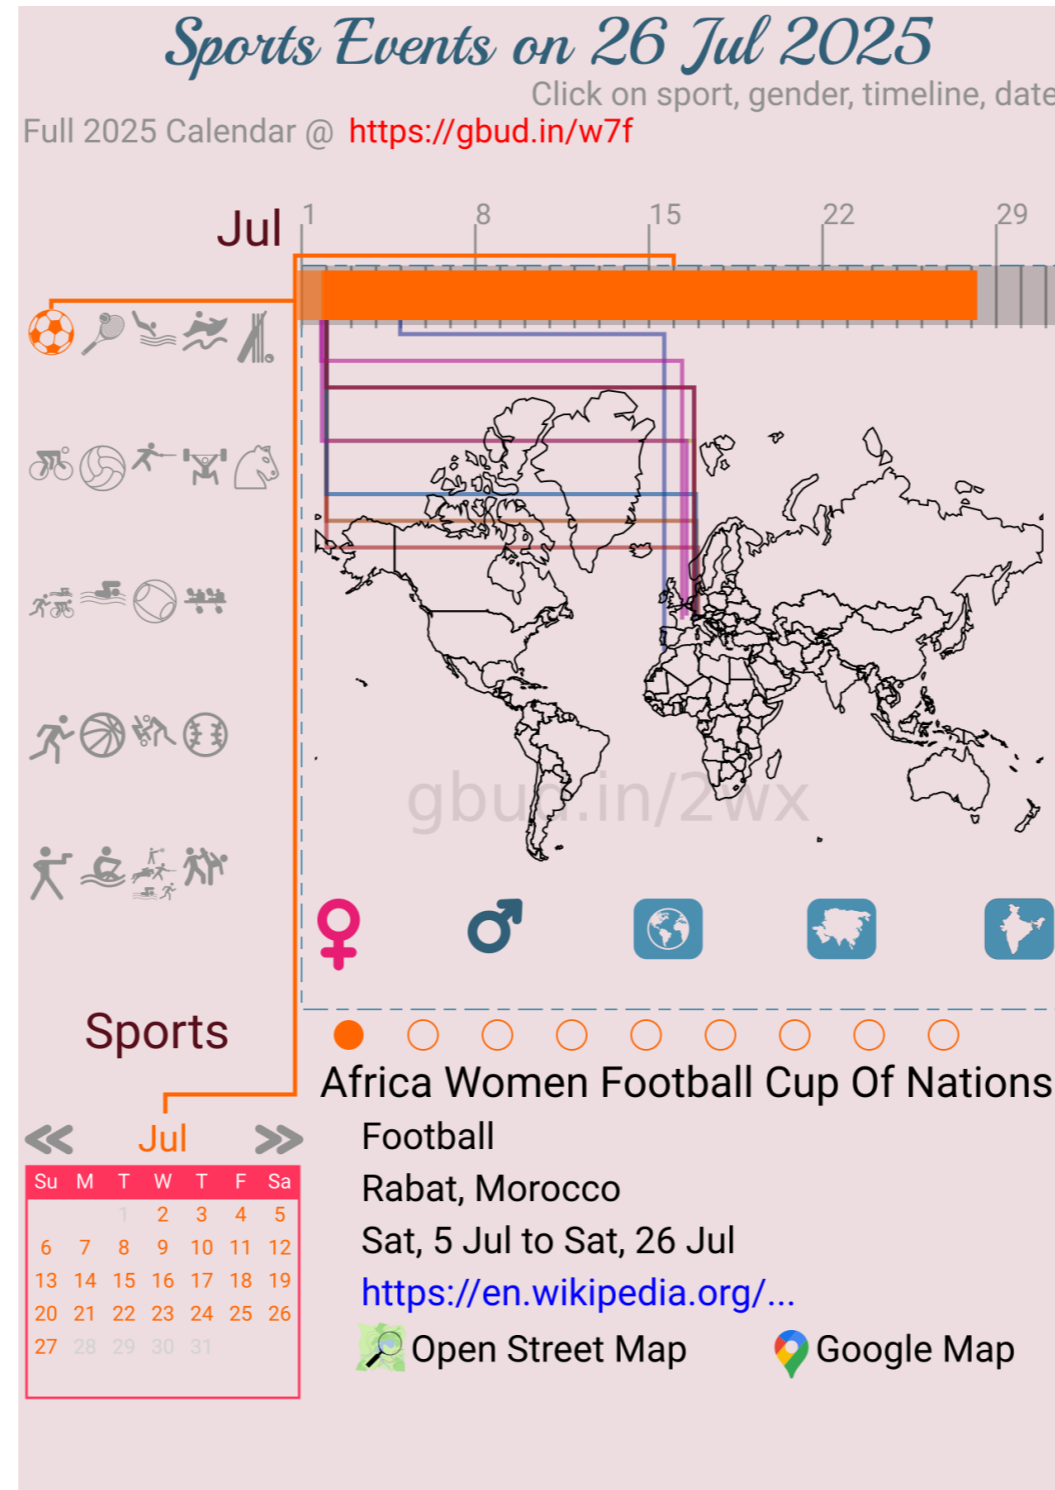 Sports Events on 26 Jul 2025
Click on sport, gender, timeline, date
Full 2025 Calendar @ https://gbud.in/w7f
Jul
1 8 15 22 29
gbud.in/2wx
Sports
Africa Women Football Cup Of Nations
Football
Rabat, Morocco
Sat, 5 Jul to Sat, 26 Jul
https://en.wikipedia.org/...
Open Street Map Google Map
Jul
Su M T W T F Sa
1 2 3 4 5
6 7 8 9 10 11 12
13 14 15 16 17 18 19
20 21 22 23 24 25 26
27 28 29 30 31